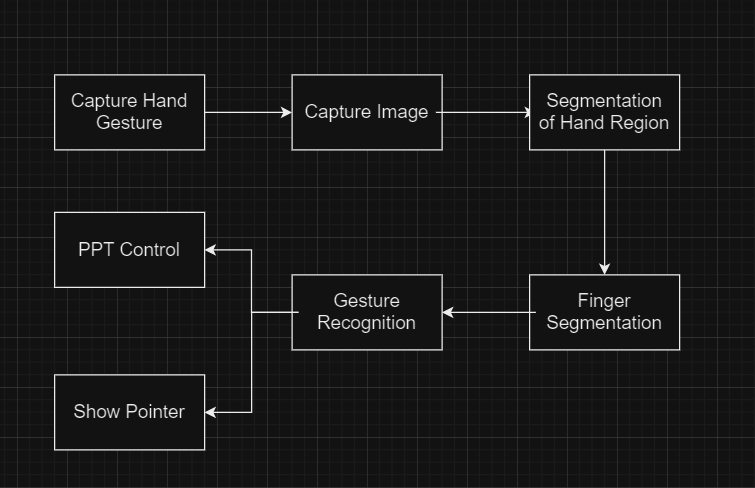 Capture Hand
Gesture
Capture Image
Segmentation
of Hand Region
PPT Control
Gesture
Recognition
Finger
Segmentation
Show Pointer